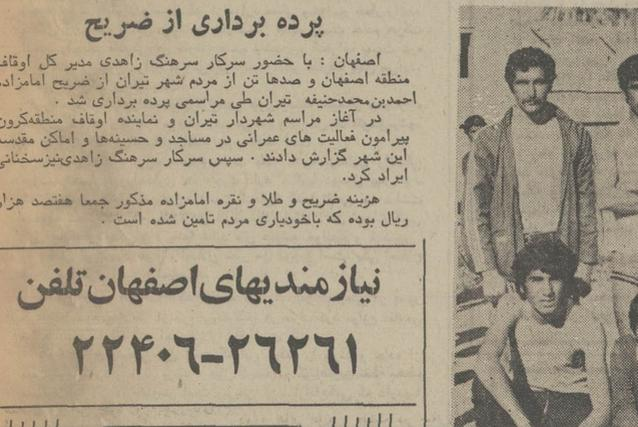 پرده برداری از ضریح
اصفهان : با حضور سرکار سرهنگ زاهدی مدیر کل اوقاف
منطقه اصفهان و صدها تن از مردم شهر تیران از ضریح امامزاده
احمدبن‌محمدحنیفه تیران طی مراسمی پرده برداری شد .
در آغاز مراسم شهردار تیران و نماینده اوقاف منطقه‌کرون
پیرامون فعالیت های عمرانی در مساجد و حسینه‌ها و اماکن مقدسه
این شهر گزارش دادند . سپس سرکار سرهنگ زاهدی‌نیزسخنانی
ایراد کرد.
هزینه ضریح و طلا و نقره امامزاده مذکور جمعا هفتصد هزار
ریال بوده که باخودیاری مردم تامین شده است .
نیازمندیهای اصفهان تلفن
۲۲۴۰۶-۲۶۲۶۱